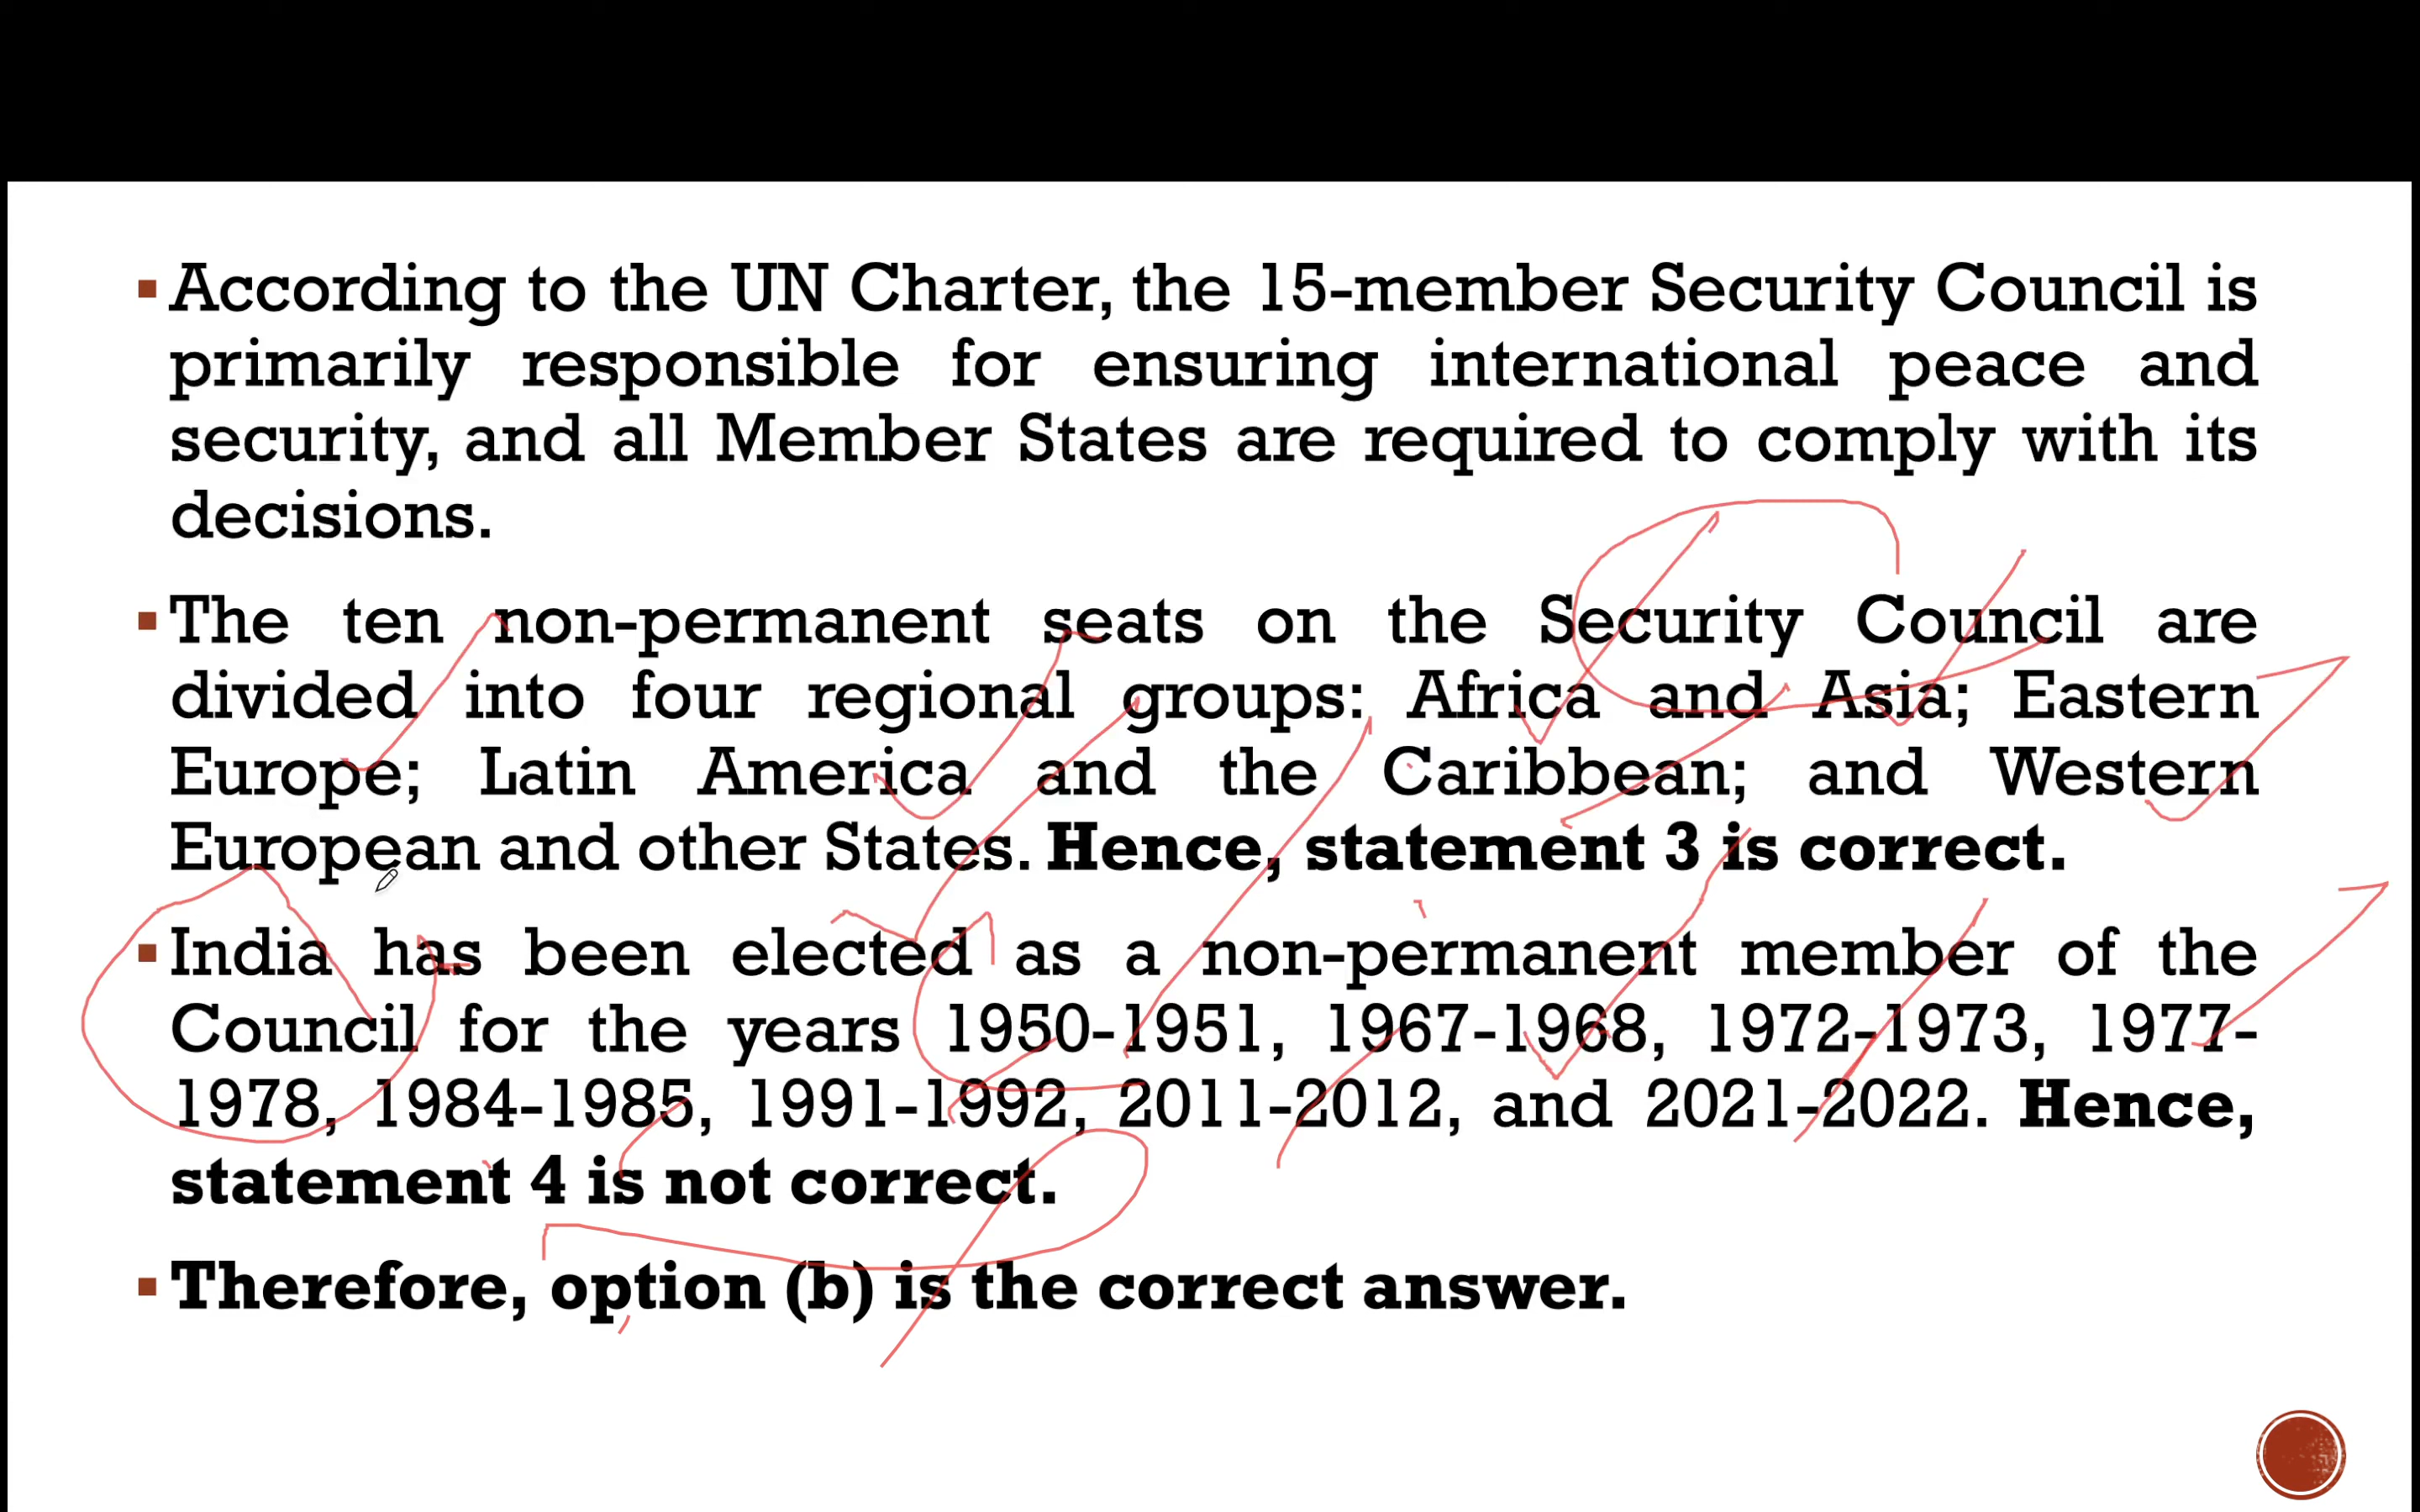 According to the UN Charter, the 15-member Security Council is
primarily responsible for ensuring international peace and
security, and all Member States are required to comply with its
decisions.
The ten non-permanent seats on the Security Council are
divided into four regional groups: Africa and Asia; Eastern
Europe; Latin America and the Caribbean; and Western
European and other States. Hence, statement 3 is correct.
India has been elected as a non-permanent member of the
Council for the years 1950-1951, 1967-1968, 1972-1973, 1977-
1978, 1984-1985, 1991-1992, 2011-2012, and 2021-2022. Hence,
statement 4 is not correct.
Therefore, option (b) is the correct answer.